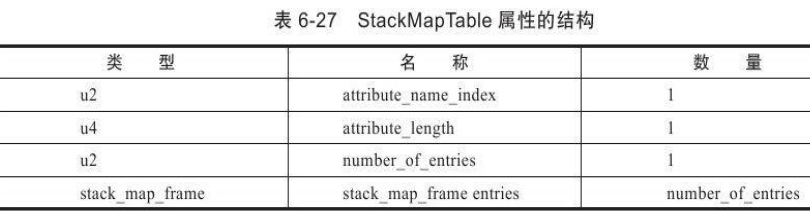 表 6-27 StackMapTable 属性的结构
类 型 名 称 数 量
u2 attribute_name_index 1
u4 attribute_length 1
u2 number_of_entries 1
stack_map_frame stack_map_frame entries number_of_entries